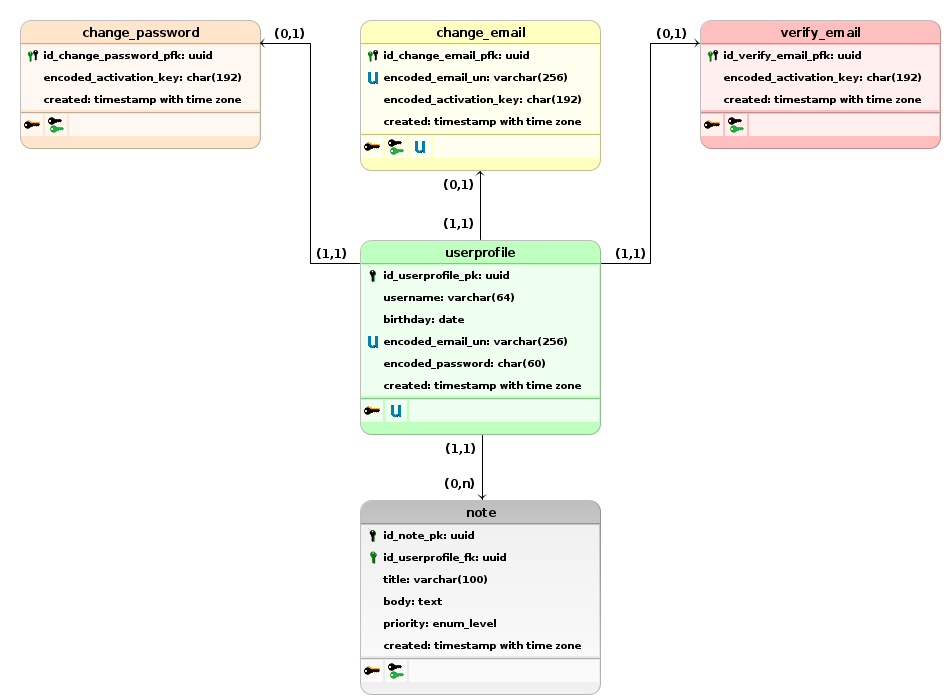 change_password
id_change_password_pfk: uuid
encoded_activation_key: char(192)
created: timestamp with time zone
(0,1)
change_email
id_change_email_pfk: uuid
u encoded_email_un: varchar(256)
encoded_activation_key: char(192)
created: timestamp with time zone
u
(0,1)
verify_email
id_verify_email_pfk: uuid
encoded_activation_key: char(192)
created: timestamp with time zone
(0,1)
(1,1)
(1,1)
(1,1)
userprofile
id_userprofile_pk: uuid
username: varchar(64)
birthday: date
u encoded_email_un: varchar(256)
encoded_password: char(60)
created: timestamp with time zone
u
(1,1)
(0,n)
note
id_note_pk: uuid
id_userprofile_fk: uuid
title: varchar(100)
body: text
priority: enum_level
created: timestamp with time zone